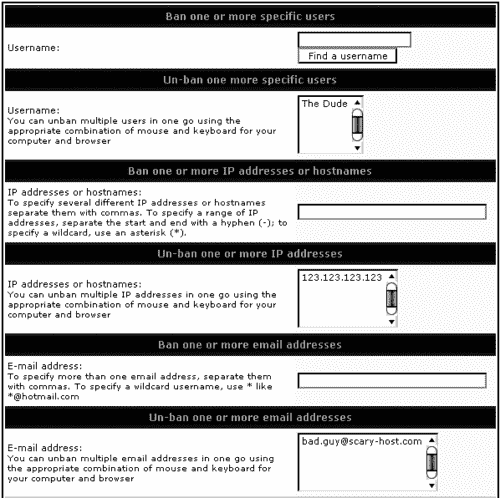 Ban one or more specific users
Username:
Find a username
Un-ban one more specific users
Username:
You can unban multiple users in one go using the
appropriate combination of mouse and keyboard for your
computer and browser
The Dude
Ban one or more IP addresses or hostnames
IP addresses or hostnames:
To specify several different IP addresses or hostnames
separate them with commas. To specify a range of IP
addresses, separate the start and end with a hyphen (-); to
specify a wildcard, use an asterisk (*).
Un-ban one or more IP addresses
IP addresses or hostnames:
You can unban multiple IP addresses in one go using the
appropriate combination of mouse and keyboard for your
computer and browser
123.123.123.123
Ban one or more email addresses
E-mail address:
To specify more than one email address, separate them
with commas. To specify a wildcard username, use * like
*@hotmail.com
Un-ban one or more email addresses
E-mail address:
You can unban multiple email addresses in one go using
the appropriate combination of mouse and keyboard for
your computer and browser
bad.guy@scary-host.com